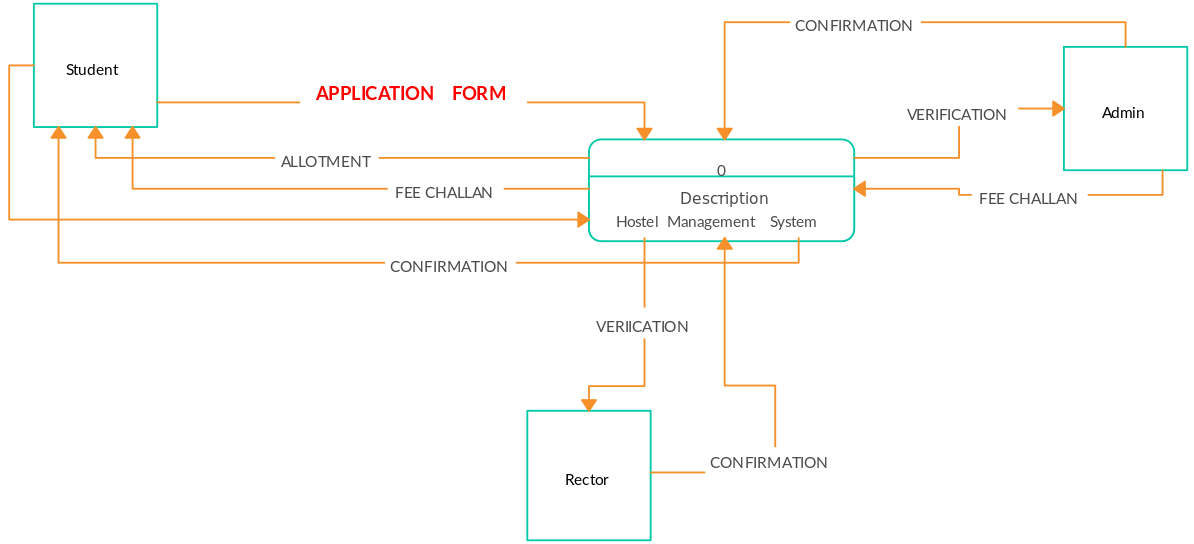 CONFIRMATION
Student
APPLICATION FORM
Admin
VERIFICATION
ALLOTMENT
0
FEE CHALLAN
Description
FEE CHALLAN
Hostel Management System
CONFIRMATION
VERIICATION
CONFIRMATION
Rector